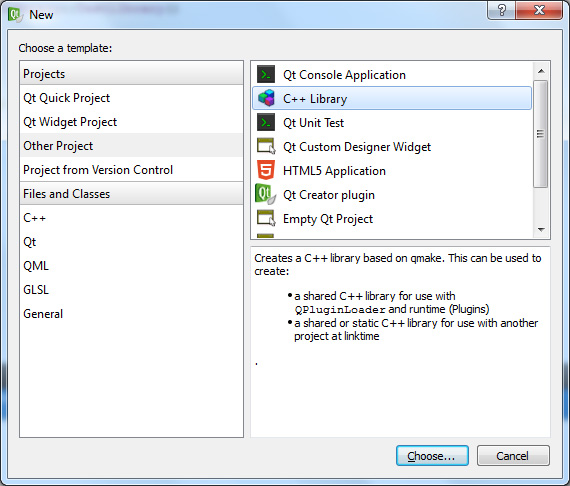 New
Choose a template:
Projects
Qt Quick Project
Qt Widget Project
Other Project
Project from Version Control
Files and Classes
C++
Qt
QML
GLSL
General
Qt Console Application
C++ Library
Qt Unit Test
Qt Custom Designer Widget
HTML5 Application
Qt Creator plugin
Empty Qt Project
Creates a C++ library based on qmake. This can be used to
create:
•a shared C++ library for use with
QPluginLoader and runtime (Plugins)
•a shared or static C++ library for use with another
project at linktime
.
Choose...
Cancel